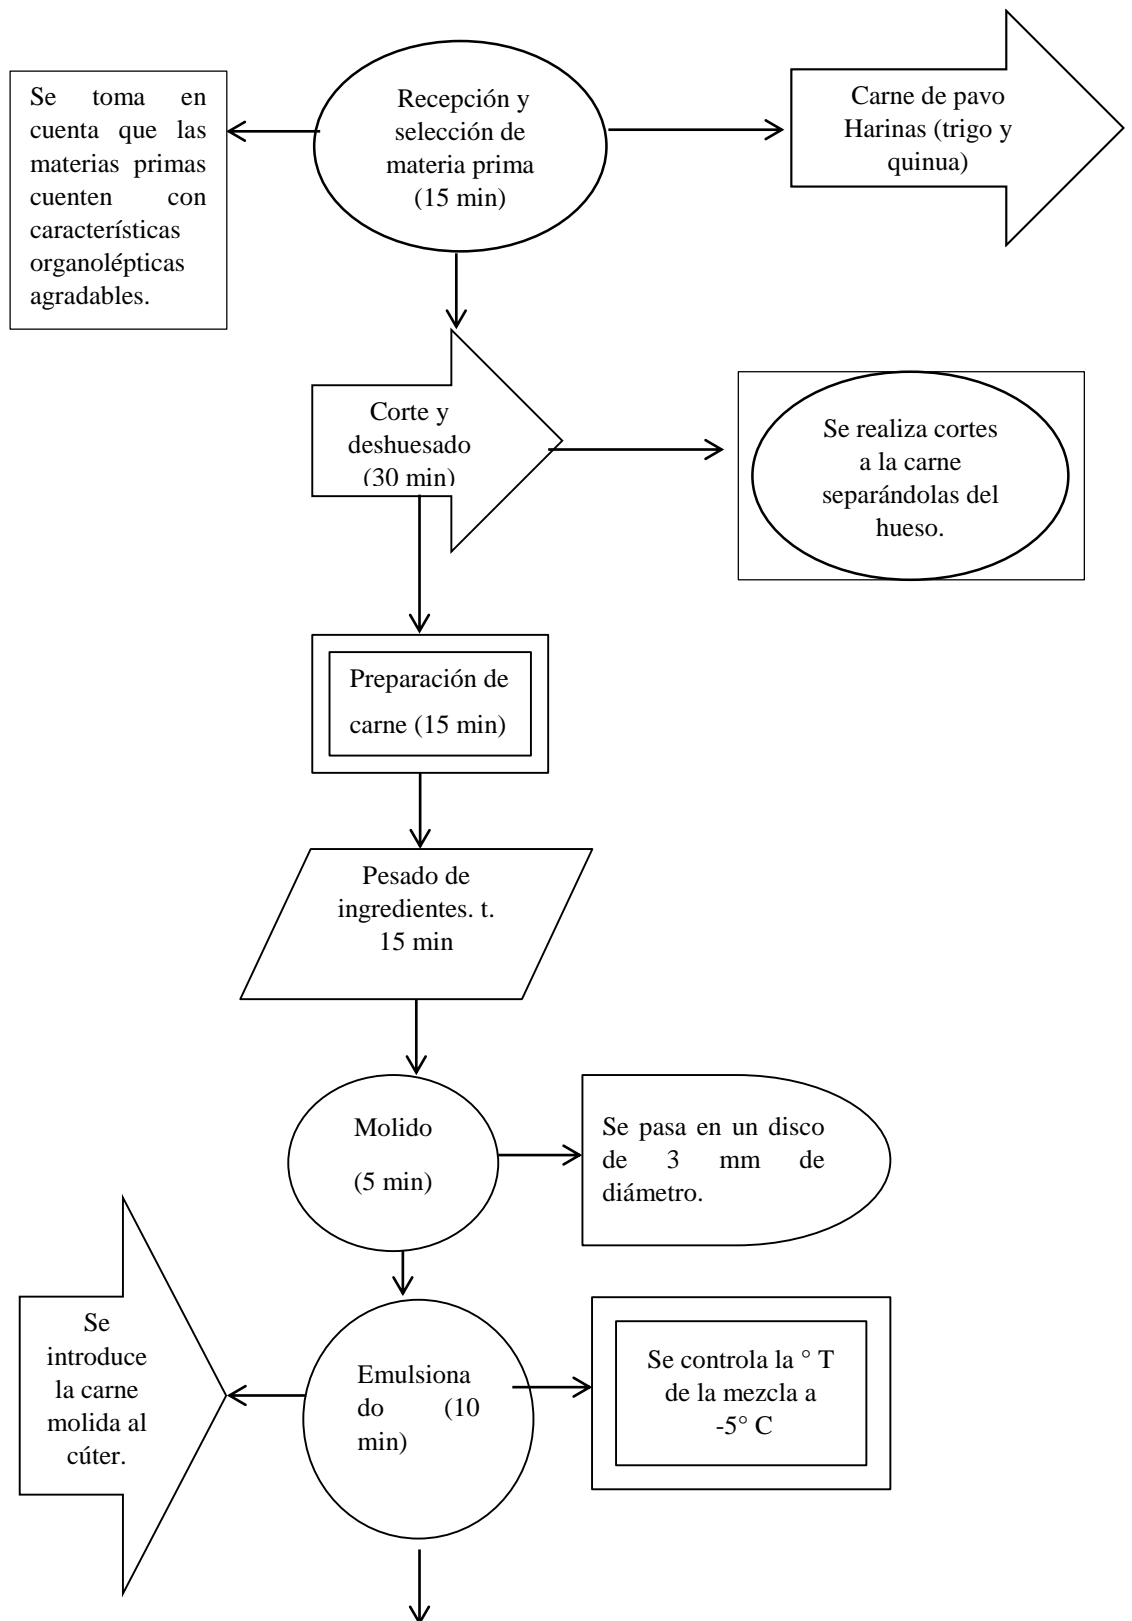 Se toma en
cuenta que las
materias primas
cuenten con
características
organolépticas
agradables.
Recepción y
selección de
materia prima
(15 min)
Carne de pavo
Harinas (trigo y
quinua)
Corte y
deshuesado
(30 min)
Se realiza cortes
a la carne
separándolas del
hueso.
Preparación de
carne (15 min)
Pesado de
ingredientes. t.
15 min
Molido
(5 min)
Se pasa en un disco
de 3 mm de
diámetro.
Se
introduce
la carne
molida al
cúter.
Emulsiona
do (10
min)
Se controla la ° T
de la mezcla a
-5° C